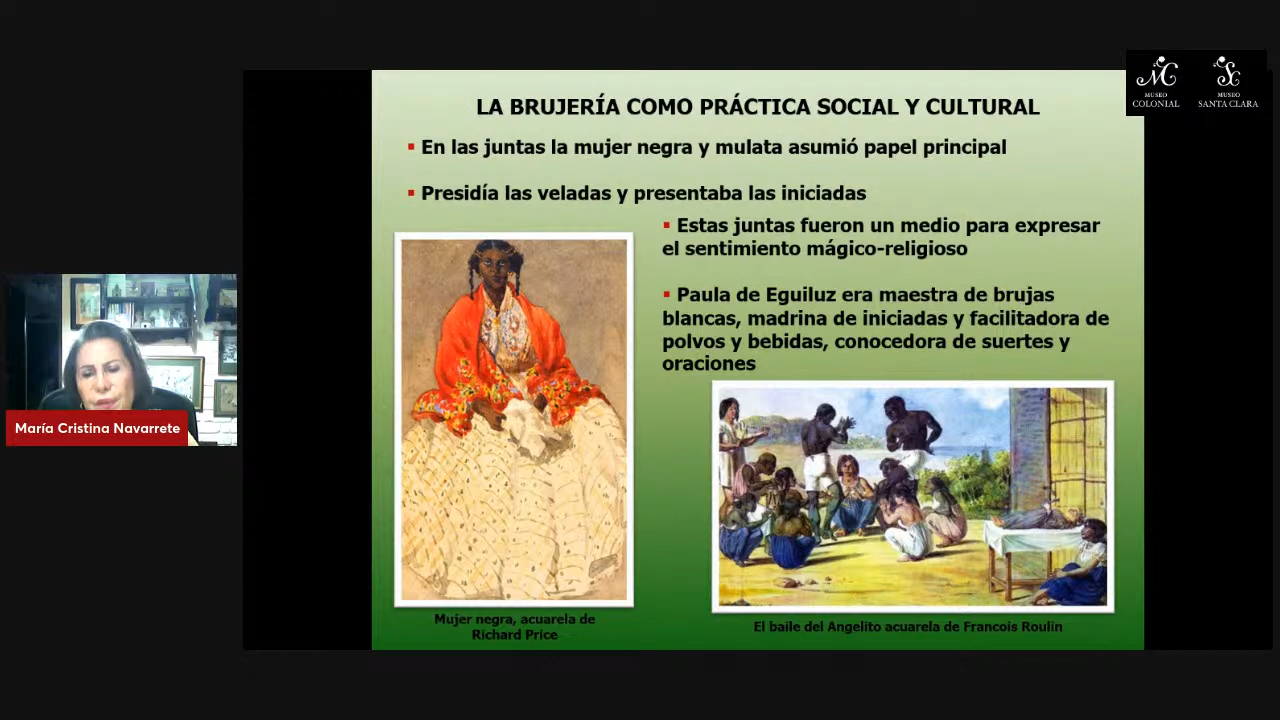 MUSEO
COLONIAL
MUSEO
SANTA CLARA
LA BRUJERÍA COMO PRÁCTICA SOCIAL Y CULTURAL
En las juntas la mujer negra y mulata asumió papel principal
Presidía las veladas y presentaba las iniciadas
Estas juntas fueron un medio para expresar
el sentimiento mágico-religioso
Paula de Eguiluz era maestra de brujas
blancas, madrina de iniciadas y facilitadora de
polvos y bebidas, conocedora de suertes y
oraciones
María Cristina Navarrete
Mujer negra, acuarela de
Richard Price
El baile del Angelito acuarela de Francois Roulin